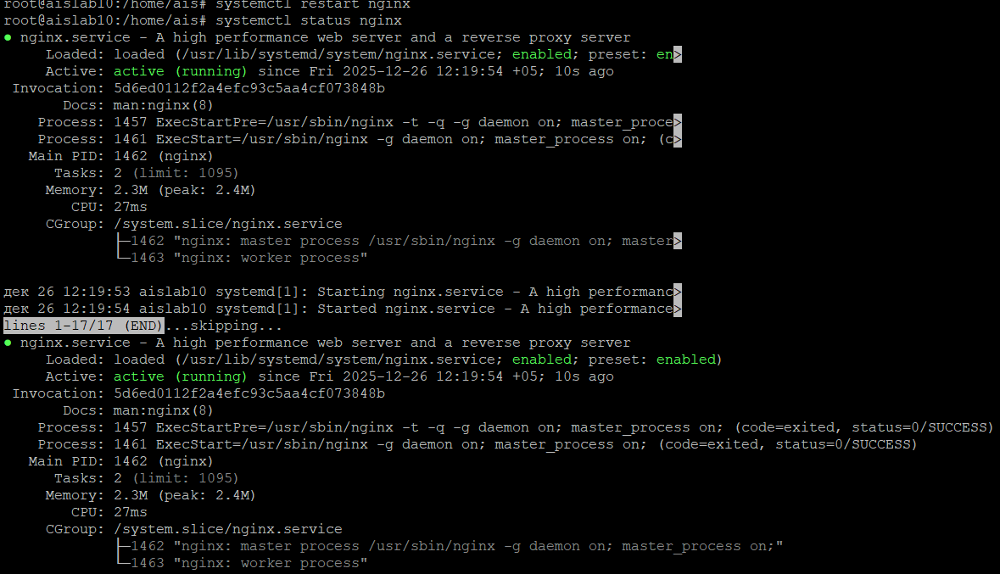 root@aislab10:/home/ais# systemctl restart nginx
root@aislab10:/home/ais# systemctl status nginx
● nginx.service - A high performance web server and a reverse proxy server
     Loaded: loaded (/usr/lib/systemd/system/nginx.service; enabled; preset: en>
     Active: active (running) since Fri 2025-12-26 12:19:54 +05; 10s ago
 Invocation: 5d6ed0112f2a4efc93c5aa4cf073848b
       Docs: man:nginx(8)
    Process: 1457 ExecStartPre=/usr/sbin/nginx -t -q -g daemon on; master_proce>
    Process: 1461 ExecStart=/usr/sbin/nginx -g daemon on; master_process on; (c>
   Main PID: 1462 (nginx)
      Tasks: 2 (limit: 1095)
     Memory: 2.3M (peak: 2.4M)
        CPU: 27ms
     CGroup: /system.slice/nginx.service
             ├─1462 "nginx: master process /usr/sbin/nginx -g daemon on; master>
             └─1463 "nginx: worker process"
дек 26 12:19:53 aislab10 systemd[1]: Starting nginx.service - A high performanc>
дек 26 12:19:54 aislab10 systemd[1]: Started nginx.service - A high performance>
lines 1-17/17 (END)...skipping...
● nginx.service - A high performance web server and a reverse proxy server
     Loaded: loaded (/usr/lib/systemd/system/nginx.service; enabled; preset: enabled)
     Active: active (running) since Fri 2025-12-26 12:19:54 +05; 10s ago
 Invocation: 5d6ed0112f2a4efc93c5aa4cf073848b
       Docs: man:nginx(8)
    Process: 1457 ExecStartPre=/usr/sbin/nginx -t -q -g daemon on; master_process on; (code=exited, status=0/SUCCESS)
    Process: 1461 ExecStart=/usr/sbin/nginx -g daemon on; master_process on; (code=exited, status=0/SUCCESS)
   Main PID: 1462 (nginx)
      Tasks: 2 (limit: 1095)
     Memory: 2.3M (peak: 2.4M)
        CPU: 27ms
     CGroup: /system.slice/nginx.service
             ├─1462 "nginx: master process /usr/sbin/nginx -g daemon on; master_process on;"
             └─1463 "nginx: worker process"